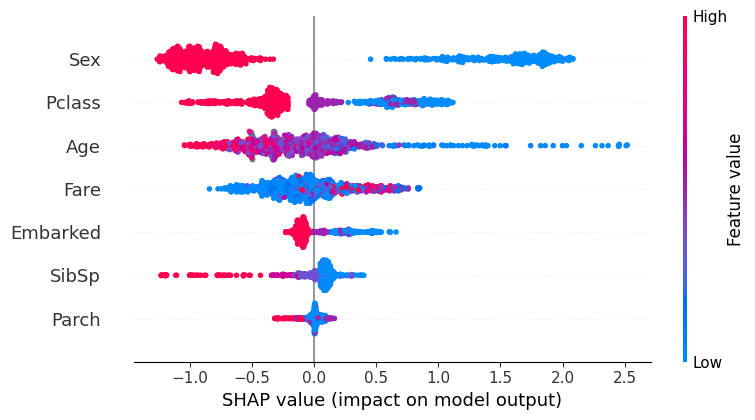 High
Sex
Pclass
Age
Fare
Embarked
SibSp
Parch
Feature value
Low
−1.0 −0.5 0.0 0.5 1.0 1.5 2.0 2.5
SHAP value (impact on model output)